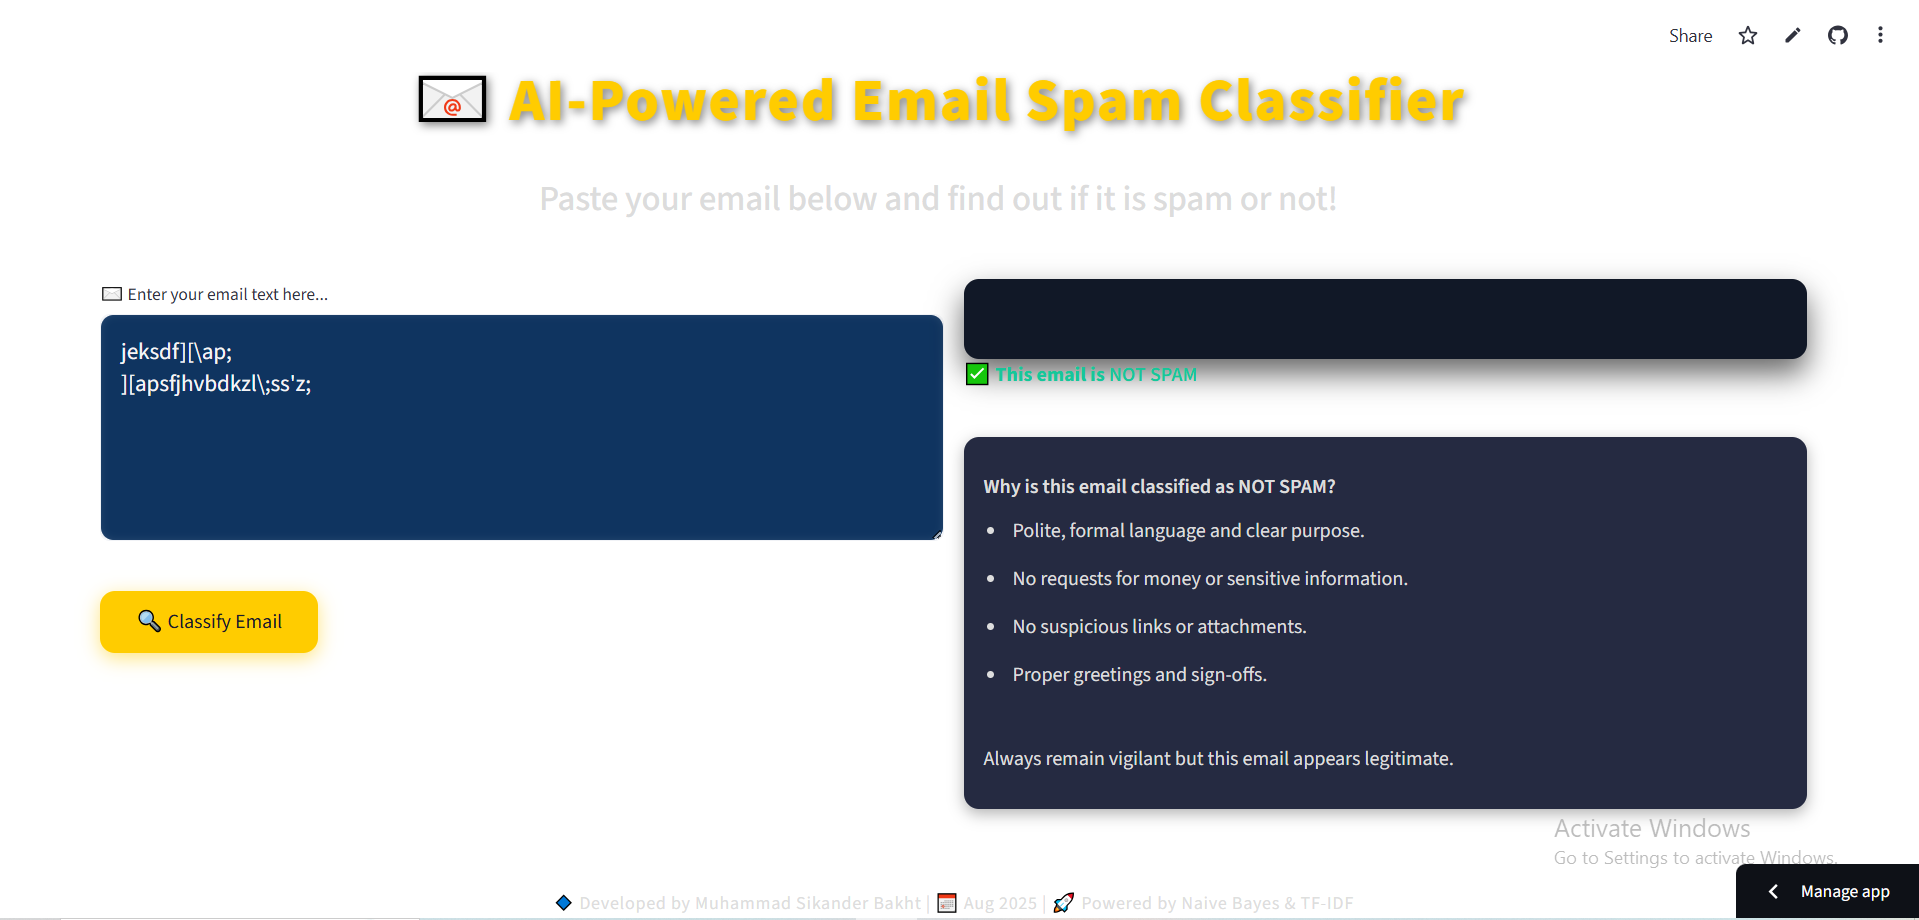 Share
AI-Powered Email Spam Classifier
Paste your email below and find out if it is spam or not!
Enter your email text here...
jeksdf][\ap;
][apsfjhvbdkzl\;ss'z;
Classify Email
This email is NOT SPAM
Why is this email classified as NOT SPAM?
Polite, formal language and clear purpose.
No requests for money or sensitive information.
No suspicious links or attachments.
Proper greetings and sign-offs.
Always remain vigilant but this email appears legitimate.
Activate Windows
Go to Settings to activate Windows.
Manage app
Developed by Muhammad Sikander Bakht | Aug 2025 | Powered by Naive Bayes & TF-IDF